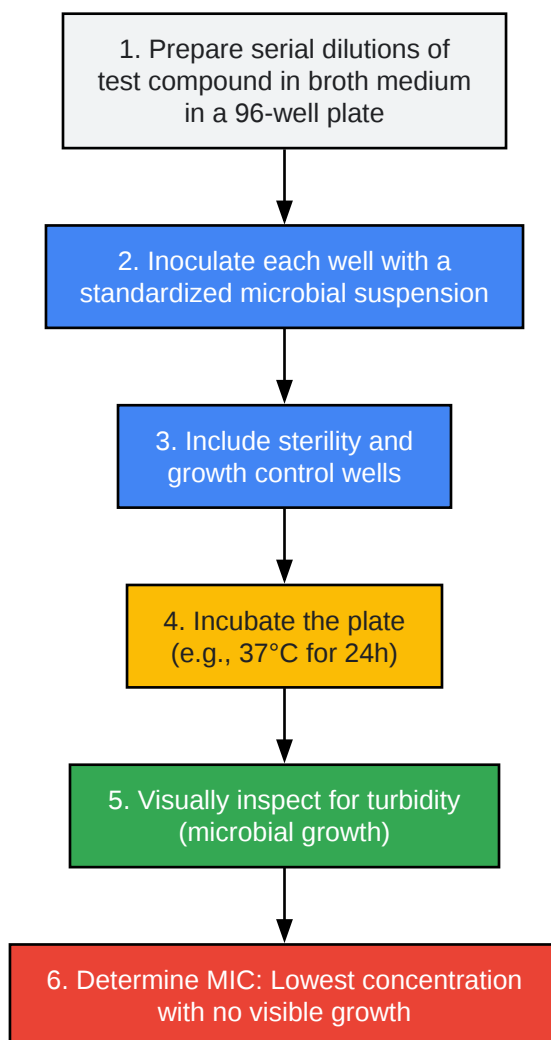 1. Prepare serial dilutions of
test compound in broth medium
in a 96-well plate
2. Inoculate each well with a
standardized microbial suspension
3. Include sterility and
growth control wells
4. Incubate the plate
(e.g., 37°C for 24h)
5. Visually inspect for turbidity
(microbial growth)
6. Determine MIC: Lowest concentration
with no visible growth